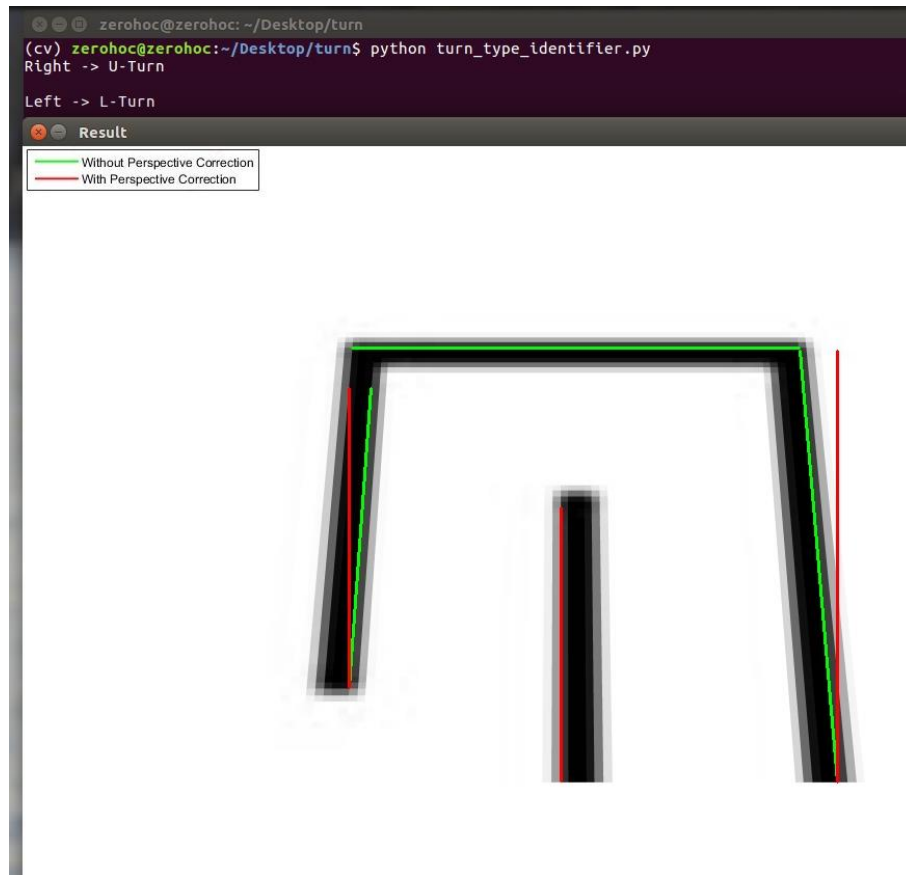 zerohoc@zerohoc: ~/Desktop/turn
(cv) zerohoc@zerohoc:~/Desktop/turn$ python turn_type_identifier.py
Right -> U-Turn
Left -> L-Turn
Result
Without Perspective Correction
With Perspective Correction